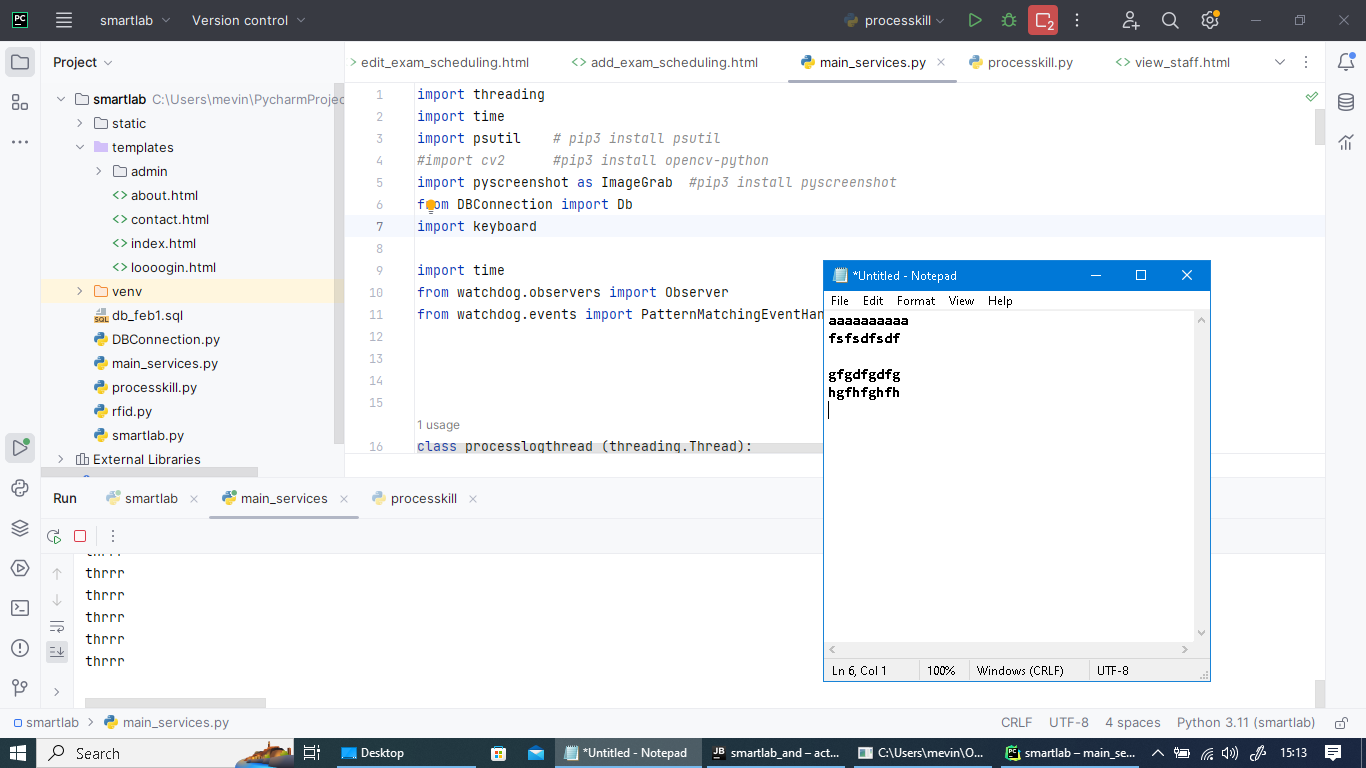 PC
smartlab
Version control
processkill
2
Project
edit_exam_scheduling.html
<> add_exam_scheduling.html
main_services.py
processkill.py
<> view_staff.html
smartlab C:\Users\mevin\PycharmProjec
static
templates
admin
<> about.html
<> contact.html
<> index.html
<> loooogin.html
venv
SQL db_feb1.sql
DBConnection.py
main_services.py
processkill.py
rfid.py
smartlab.py
External Libraries
1 import threading
2 import time
3 import psutil # pip3 install psutil
4 #import cv2 #pip3 install opencv-python
5 import pyscreenshot as ImageGrab #pip3 install pyscreenshot
6 from DBConnection import Db
7 import keyboard
8
9 import time
10 from watchdog.observers import Observer
11 from watchdog.events import PatternMatchingEventHan
12
13
14
15
1 usage
16 class processlogthread (threading.Thread):
*Untitled - Notepad
File Edit Format View Help
aaaaaaaaaa
fsfsdfsdf
gfgdfgdfg
hgfhfghfh
Ln 6, Col 1 100% Windows (CRLF) UTF-8
Run smartlab main_services processkill
thrrr
thrrr
thrrr
thrrr
thrrr
thrrr
smartlab > main_services.py
CRLF UTF-8 4 spaces Python 3.11 (smartlab)
Search
Desktop
*Untitled - Notepad
JB smartlab_and – act...
C:\Users\mevin\O...
PC smartlab – main_se...
15:13